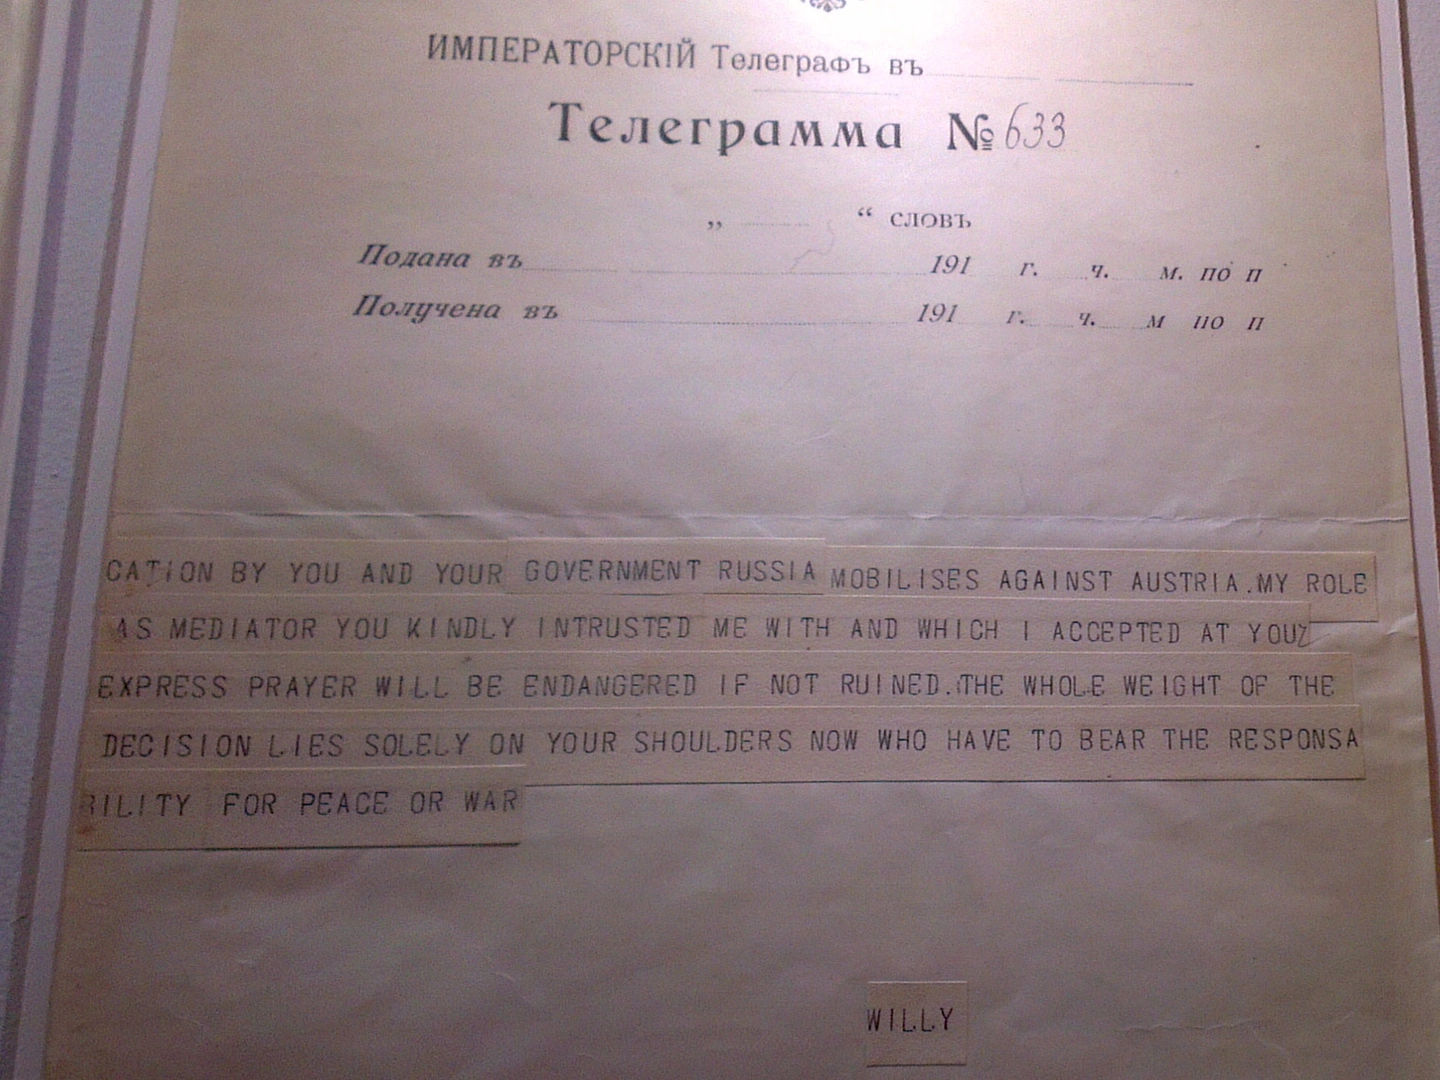 ИМПЕРАТОРСКІЙ Телеграфъ въ
Телеграмма № 633
„ “ словъ
Подана въ 191 г. ч. м. по п
Получена въ 191 г. ч. м по п
CATION BY YOU AND YOUR GOVERNMENT RUSSIA MOBILISES AGAINST AUSTRIA.MY ROLE
AS MEDIATOR YOU KINDLY INTRUSTED ME WITH AND WHICH I ACCEPTED AT YOUZ
EXPRESS PRAYER WILL BE ENDANGERED IF NOT RUINED.THE WHOLE WEIGHT OF THE
DECISION LIES SOLELY ON YOUR SHOULDERS NOW WHO HAVE TO BEAR THE RESPONSA
BILITY FOR PEACE OR WAR
WILLY